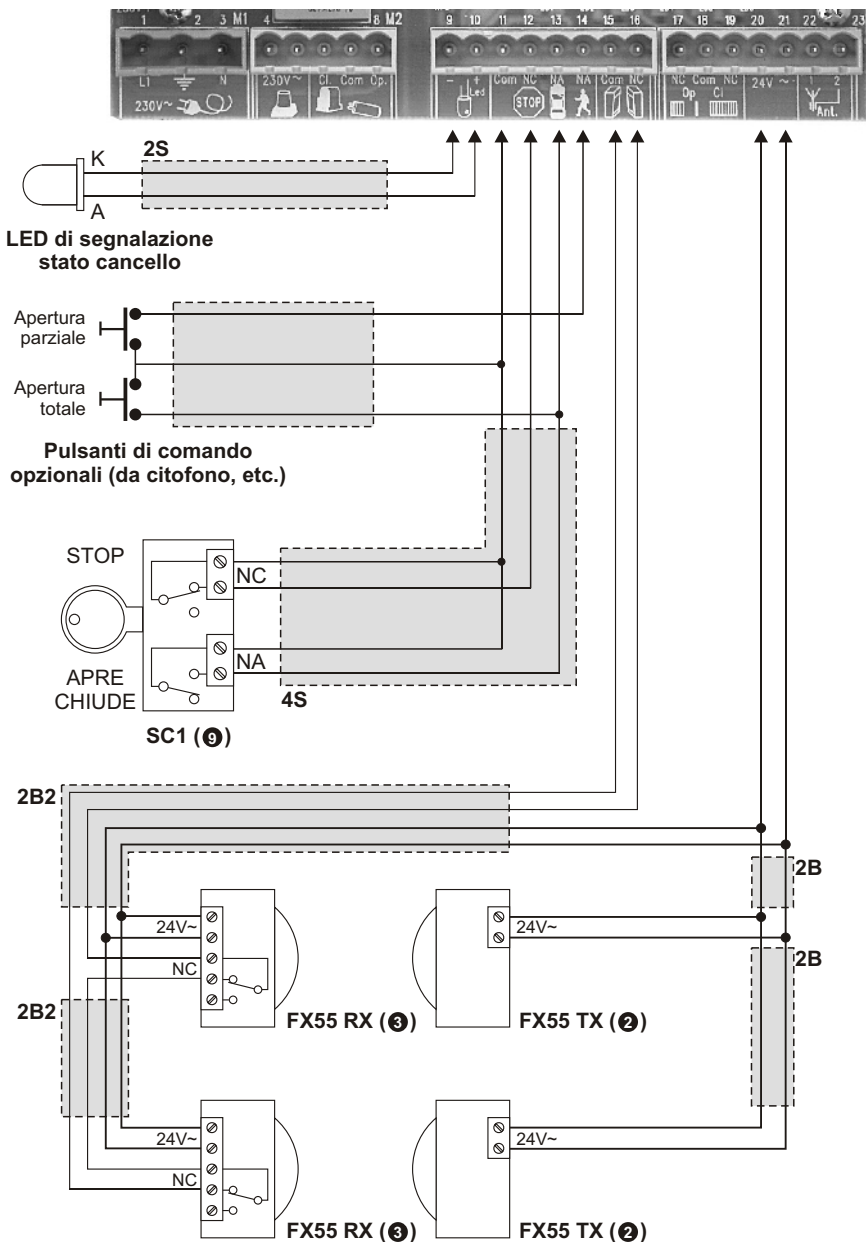 1 2 3 M1 4 8 M2 9 10 11 12 13 14 15 16 17 18 19 20 21 22 23
L1 N
230V~ Cl. Com Op.
- + Com NC NA NA Com NC
NC Com NC 24V ~ 1 2
230V~
Led
STOP
Op Cl
Ant.
K
2S
A
LED di segnalazione
stato cancello
Apertura
parziale
Apertura
totale
Pulsanti di comando
opzionali (da citofono, etc.)
STOP
NC
NA
APRE
CHIUDE
4S
SC1 (9)
2B2
2B
24V~
24V~
NC
2B
2B2
FX55 RX (3)
FX55 TX (2)
24V~
24V~
NC
FX55 RX (3)
FX55 TX (2)